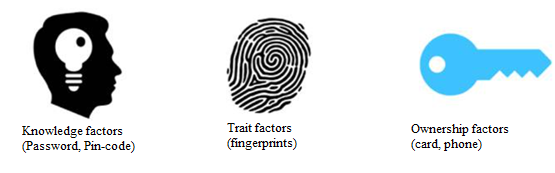 Knowledge factors
(Password, Pin-code)
Trait factors
(fingerprints)
Ownership factors
(card, phone)